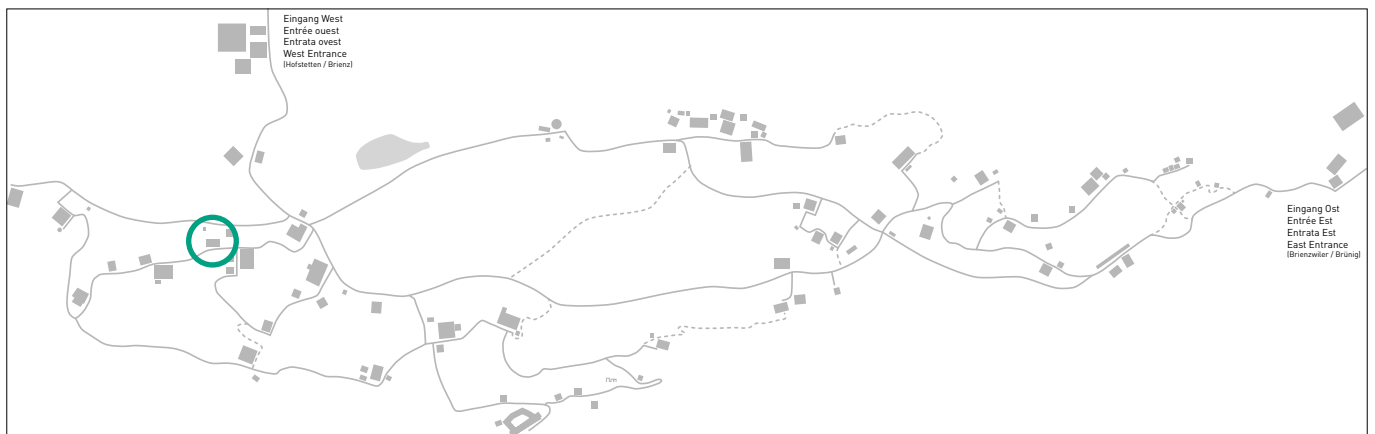 Eingang West
Entrée ouest
Entrata ovest
West Entrance
(Hofstetten / Brienz)
Eingang Ost
Entrée Est
Entrata Est
East Entrance
(Brienzwiler / Brünig)